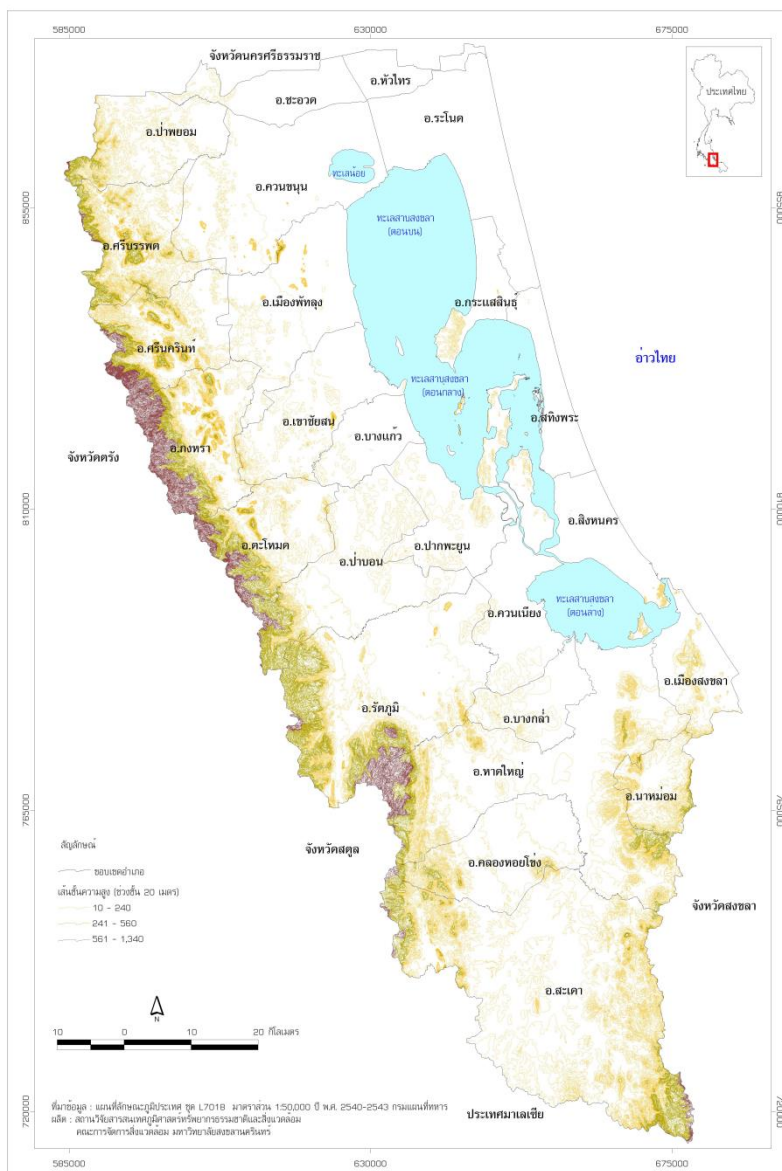 585000 630000 675000
จังหวัดนครศรีธรรมราช
อ.หัวไทร
อ.ชะอวด
อ.ระโนด
อ.ป่าพยอม
ประเทศไทย
ทะเลน้อย
อ.ควนขนุน
855000 855000
ทะเลสาบสงขลา
(ตอนบน)
อ.ศรีบรรพต
อ.เมืองพัทลุง
อ.กระแสสินธุ์
อ.ศรีนครินท์
อ่าวไทย
ทะเลสาบสงขลา
(ตอนกลาง)
อ.สทิงพระ
อ.เขาชัยสน
อ.บางแก้ว
จังหวัดตรัง
อ.กงหรา
810000 810000
อ.สิงหนคร
อ.ตะโหมด
อ.ป่าบอน
อ.ปากพะยูน
ทะเลสาบสงขลา
(ตอนล่าง)
อ.ควนเนียง
อ.เมืองสงขลา
อ.รัตภูมิ
อ.บางกล่ำ
อ.หาดใหญ่
อ.นาหม่อม
765000 765000
สัญลักษณ์
จังหวัดสตูล
ขอบเขตอำเภอ
อ.คลองหอยโข่ง
เส้นชั้นความสูง (ช่วงชั้น 20 เมตร)
10 - 240
241 - 560
561 - 1,340
จังหวัดสงขลา
อ.สะเดา
N
10 0 10 20 กิโลเมตร
ที่มาข้อมูล : แผนที่ลักษณะภูมิประเทศ ชุด L7018 มาตราส่วน 1:50,000 ปี พ.ศ. 2540-2543 กรมแผนที่ทหาร
ผลิต : สถานวิจัยสารสนเทศภูมิศาสตร์ทรัพยากรธรรมชาติและสิ่งแวดล้อม
คณะการจัดการสิ่งแวดล้อม มหาวิทยาลัยสงขลานครินทร์
ประเทศมาเลเซีย
720000 720000
585000 630000 675000